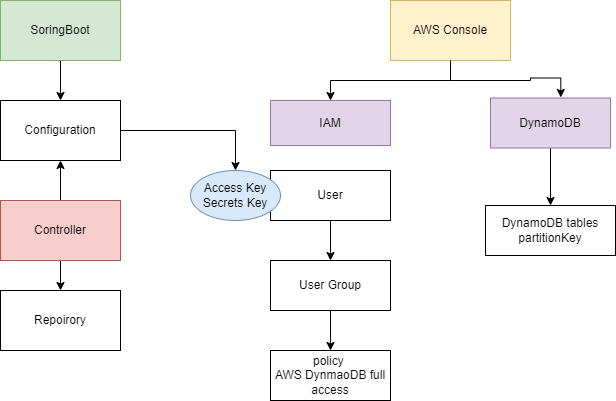 SoringBoot
AWS Console
Configuration
IAM
DynamoDB
Access Key
Secrets Key
User
Controller
DynamoDB tables
partitionKey
User Group
Repoirory
policy
AWS DynmaoDB full
access